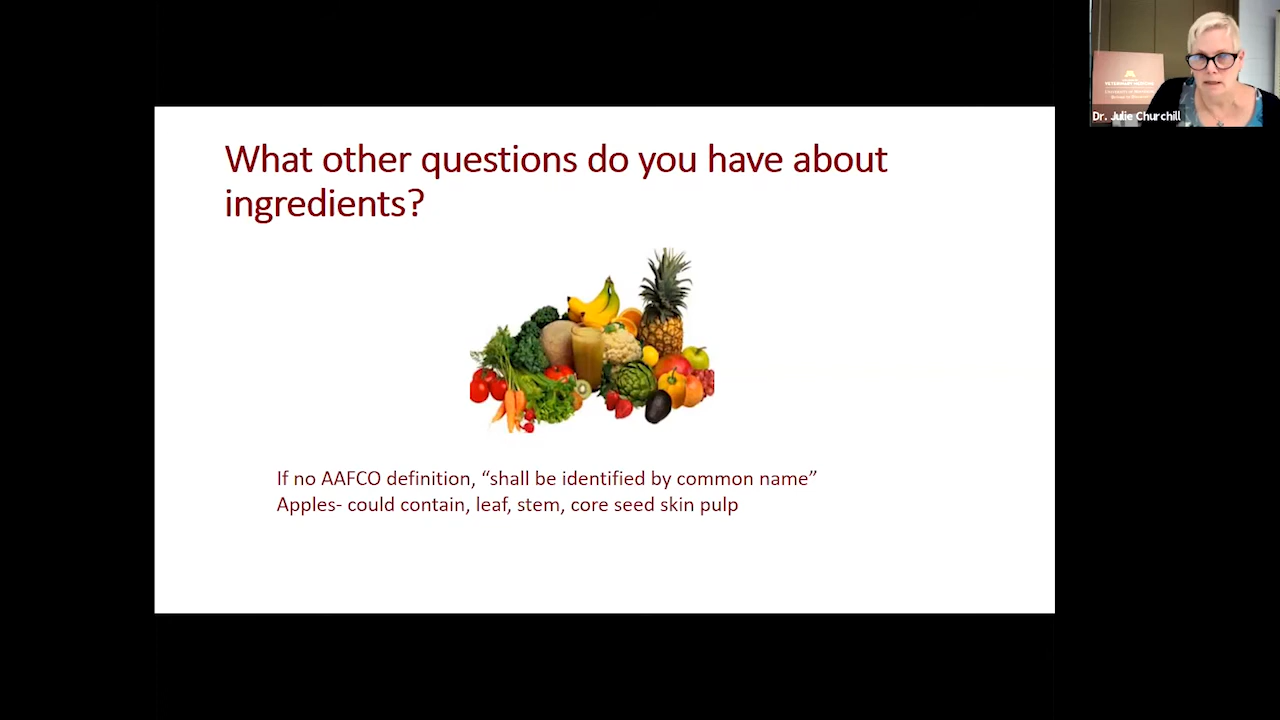 What other questions do you have about
ingredients?
If no AAFCO definition, “shall be identified by common name”
Apples- could contain, leaf, stem, core seed skin pulp
Dr. Julie Churchill